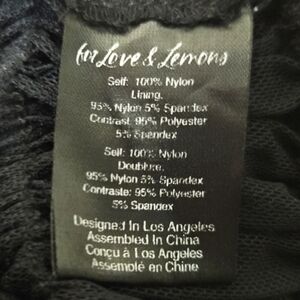 for Love & Lemons
Self: 100% Nylon
Lining:
95% Nylon 5% Spandex
Contrast: 95% Polyester
5% Spandex
Self: 100% Nylon
Doublure:
95% Nylon 5% Spandex
Contraste: 95% Polyester
5% Spandex
Designed In Los Angeles
Assembled In China
Conçu à Los Angeles
Assemblé en Chine